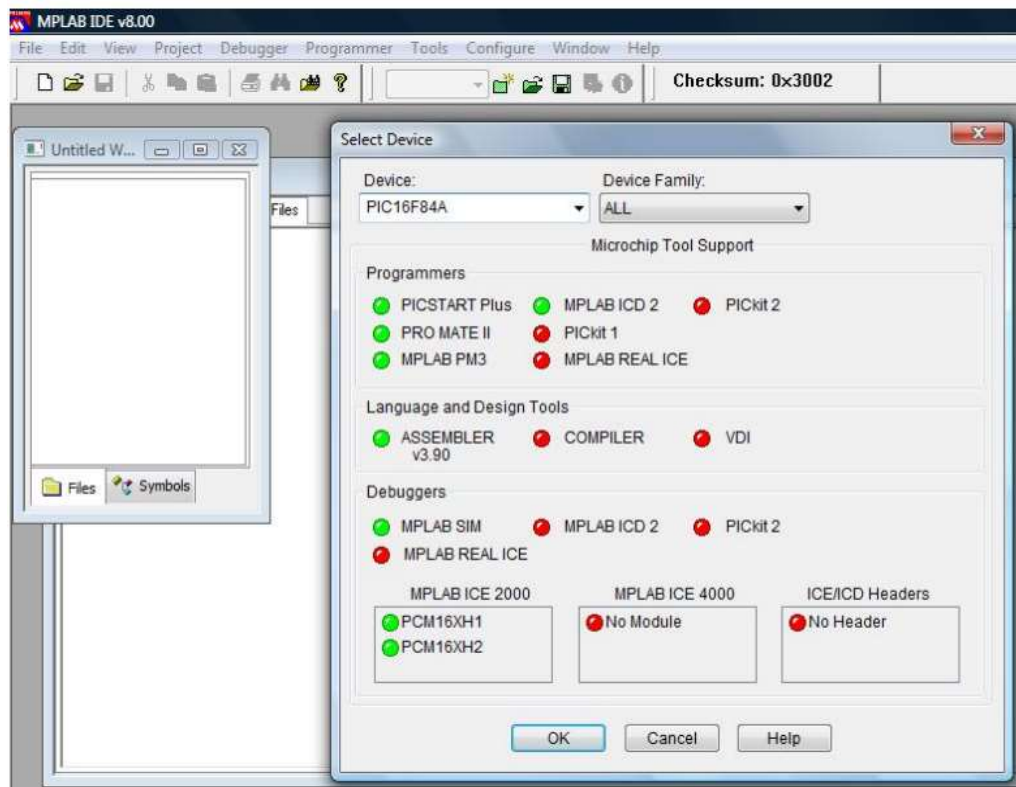 MPLAB IDE v8.00
File Edit View Project Debugger Programmer Tools Configure Window Help
Checksum: 0x3002
Untitled W...
Files
Files Symbols
Select Device
Device: Device Family:
PIC16F84A ALL
Microchip Tool Support
Programmers
PICSTART Plus MPLAB ICD 2 PICkit 2
PRO MATE II PICkit 1
MPLAB PM3 MPLAB REAL ICE
Language and Design Tools
ASSEMBLER COMPILER VDI
v3.90
Debuggers
MPLAB SIM MPLAB ICD 2 PICkit 2
MPLAB REAL ICE
MPLAB ICE 2000 MPLAB ICE 4000 ICE/ICD Headers
PCM16XH1 No Module No Header
PCM16XH2
OK Cancel Help